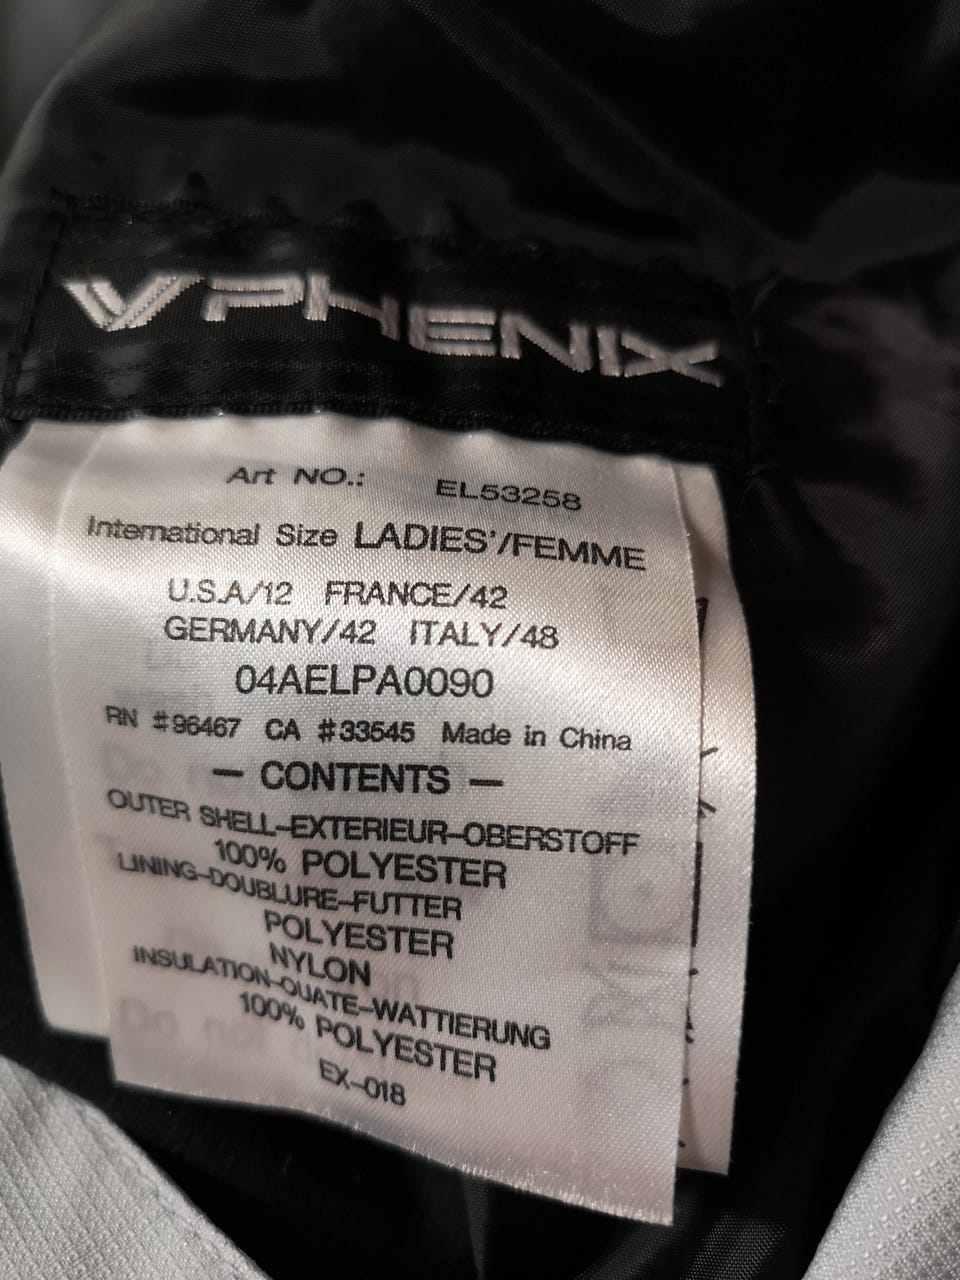 PHENIX
Art NO.: EL53258
International Size LADIES'/FEMME
U.S.A/12 FRANCE/42
GERMANY/42 ITALY/48
04AELPA0090
RN #96467 CA #33545 Made in China
— CONTENTS —
OUTER SHELL-EXTERIEUR-OBERSTOFF
100% POLYESTER
LINING-DOUBLURE-FUTTER
POLYESTER
NYLON
INSULATION-OUATE-WATTIERUNG
100% POLYESTER
EX-018